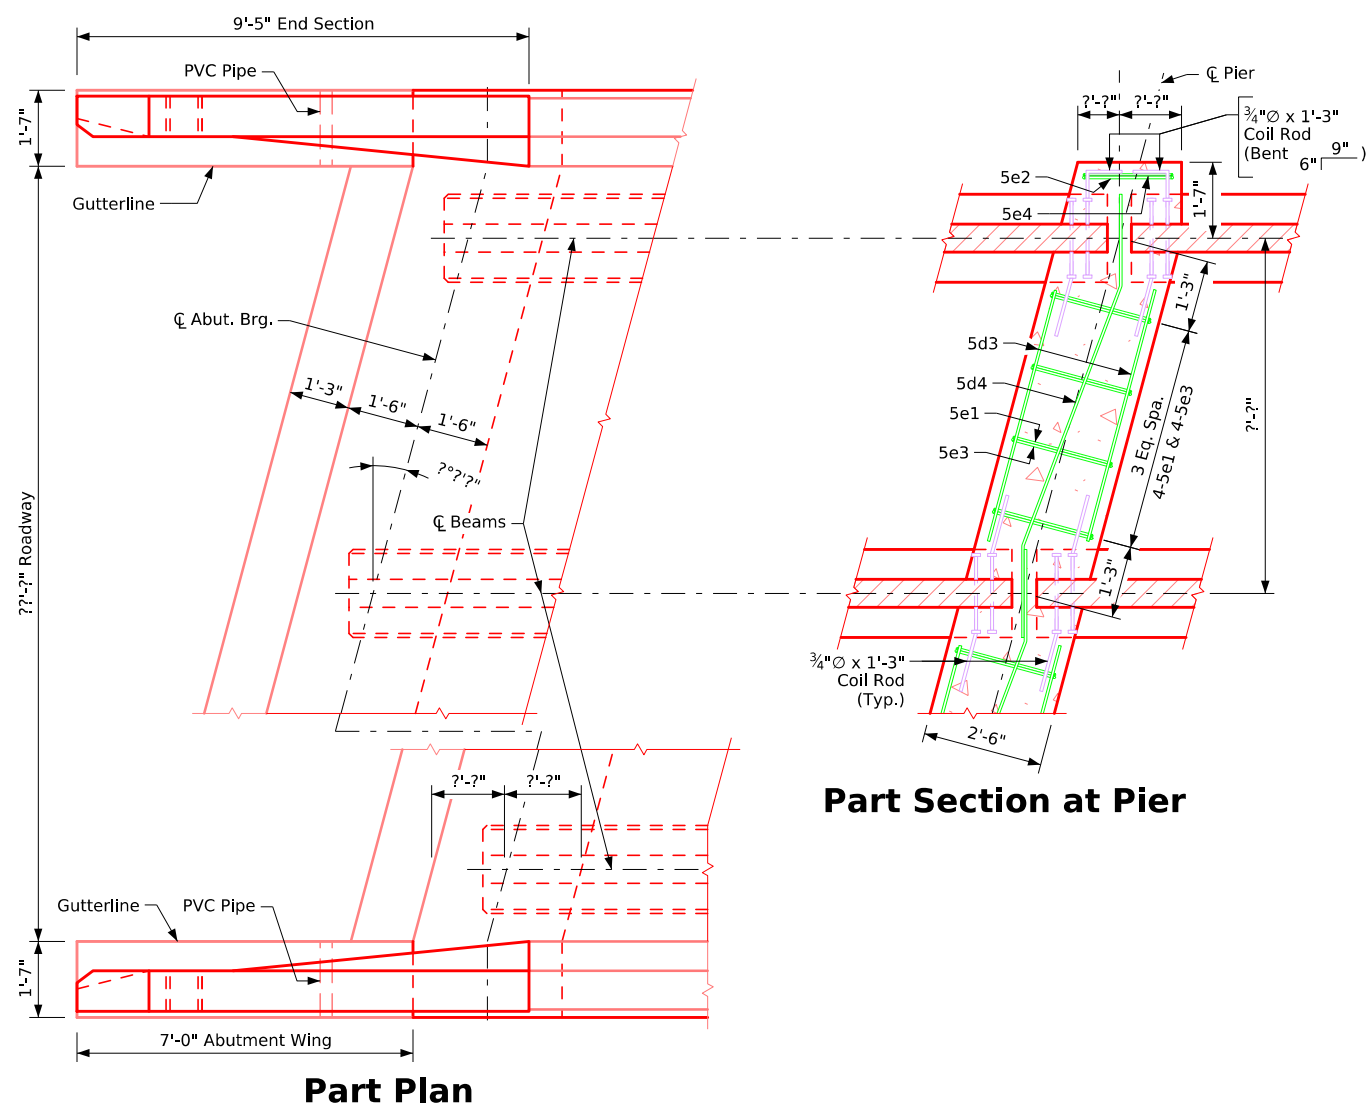 9'-5" End Section
PVC Pipe
1'-7"
Gutterline
℄ Abut. Brg.
1'-3"
1'-6"
1'-6"
?°?'?"
℄ Beams
??'-?" Roadway
?'-?"
?'-?"
Gutterline
PVC Pipe
1'-7"
7'-0" Abutment Wing
Part Plan
℄ Pier
?'-?"
?'-?"
¾"∅ x 1'-3"
Coil Rod
(Bent 6" 9" )
5e2
5e4
1'-7"
1'-3"
5d3
5d4
5e1
5e3
3 Eq. Spa.
4-5e1 & 4-5e3
?'-?"
1'-3"
¾"∅ x 1'-3"
Coil Rod
(Typ.)
2'-6"
Part Section at Pier